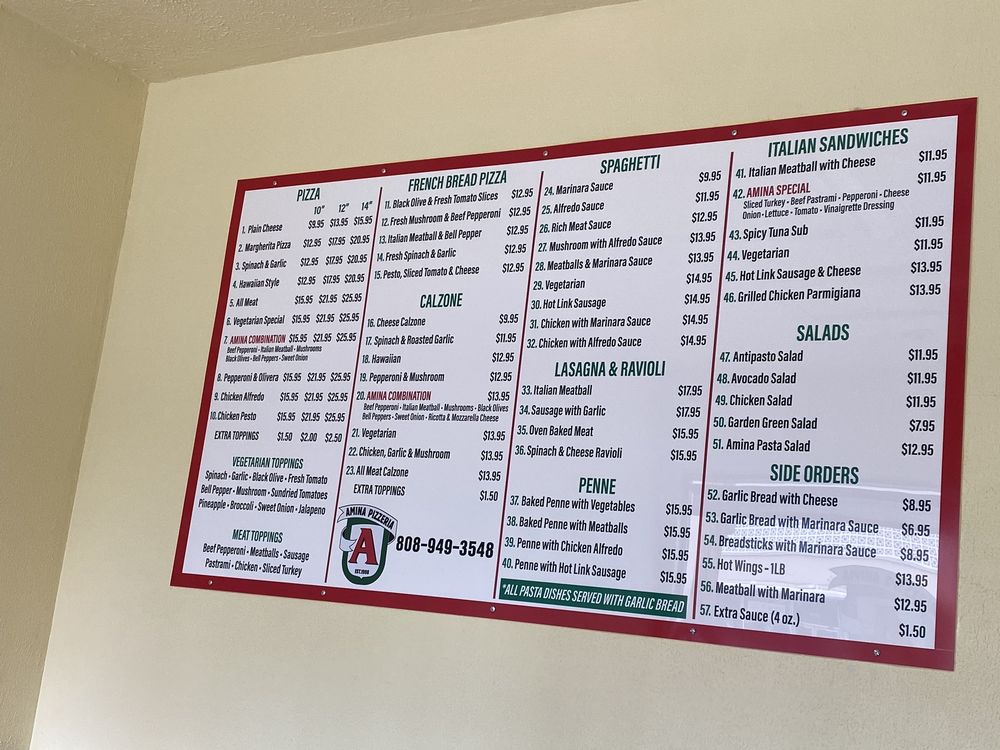 PIZZA
10" 12" 14"
1. Plain Cheese $9.95 $13.95 $15.95
2. Margherita Pizza $12.95 $17.95 $20.95
3. Spinach & Garlic $12.95 $17.95 $20.95
4. Hawaiian Style $12.95 $17.95 $20.95
5. All Meat $15.95 $21.95 $25.95
6. Vegetarian Special $15.95 $21.95 $25.95
7. AMINA COMBINATION $15.95 $21.95 $25.95
Beef Pepperoni • Italian Meatball • Mushrooms
Black Olives • Bell Peppers • Sweet Onion
8. Pepperoni & Olivera $15.95 $21.95 $25.95
9. Chicken Alfredo $15.95 $21.95 $25.95
10. Chicken Pesto $15.95 $21.95 $25.95
EXTRA TOPPINGS $1.50 $2.00 $2.50
VEGETARIAN TOPPINGS
Spinach • Garlic • Black Olive • Fresh Tomato
Bell Pepper • Mushroom • Sundried Tomatoes
Pineapple • Broccoli • Sweet Onion • Jalapeno
MEAT TOPPINGS
Beef Pepperoni • Meatballs • Sausage
Pastrami • Chicken • Sliced Turkey
FRENCH BREAD PIZZA
11. Black Olive & Fresh Tomato Slices $12.95
12. Fresh Mushroom & Beef Pepperoni $12.95
13. Italian Meatball & Bell Pepper $12.95
14. Fresh Spinach & Garlic $12.95
15. Pesto, Sliced Tomato & Cheese $12.95
CALZONE
16. Cheese Calzone $9.95
17. Spinach & Roasted Garlic $11.95
18. Hawaiian $12.95
19. Pepperoni & Mushroom $12.95
20. AMINA COMBINATION $13.95
Beef Pepperoni • Italian Meatball • Mushrooms • Black Olives
Bell Peppers • Sweet Onion • Ricotta & Mozzarella Cheese
21. Vegetarian $13.95
22. Chicken, Garlic & Mushroom $13.95
23. All Meat Calzone $13.95
EXTRA TOPPINGS $1.50
AMINA PIZZERIA
A
EST.1998
808-949-3548
SPAGHETTI
24. Marinara Sauce $9.95
25. Alfredo Sauce $11.95
26. Rich Meat Sauce $12.95
27. Mushroom with Alfredo Sauce $13.95
28. Meatballs & Marinara Sauce $13.95
29. Vegetarian $14.95
30. Hot Link Sausage $14.95
31. Chicken with Marinara Sauce $14.95
32. Chicken with Alfredo Sauce $14.95
LASAGNA & RAVIOLI
33. Italian Meatball $17.95
34. Sausage with Garlic $17.95
35. Oven Baked Meat $15.95
36. Spinach & Cheese Ravioli $15.95
PENNE
37. Baked Penne with Vegetables $15.95
38. Baked Penne with Meatballs $15.95
39. Penne with Chicken Alfredo $15.95
40. Penne with Hot Link Sausage $15.95
*ALL PASTA DISHES SERVED WITH GARLIC BREAD
ITALIAN SANDWICHES
41. Italian Meatball with Cheese $11.95
42. AMINA SPECIAL $11.95
Sliced Turkey • Beef Pastrami • Pepperoni • Cheese
Onion • Lettuce • Tomato • Vinaigrette Dressing
43. Spicy Tuna Sub $11.95
44. Vegetarian $11.95
45. Hot Link Sausage & Cheese $13.95
46. Grilled Chicken Parmigiana $13.95
SALADS
47. Antipasto Salad $11.95
48. Avocado Salad $11.95
49. Chicken Salad $11.95
50. Garden Green Salad $7.95
51. Amina Pasta Salad $12.95
SIDE ORDERS
52. Garlic Bread with Cheese $8.95
53. Garlic Bread with Marinara Sauce $6.95
54. Breadsticks with Marinara Sauce $8.95
55. Hot Wings - 1LB $13.95
56. Meatball with Marinara $12.95
57. Extra Sauce (4 oz.) $1.50